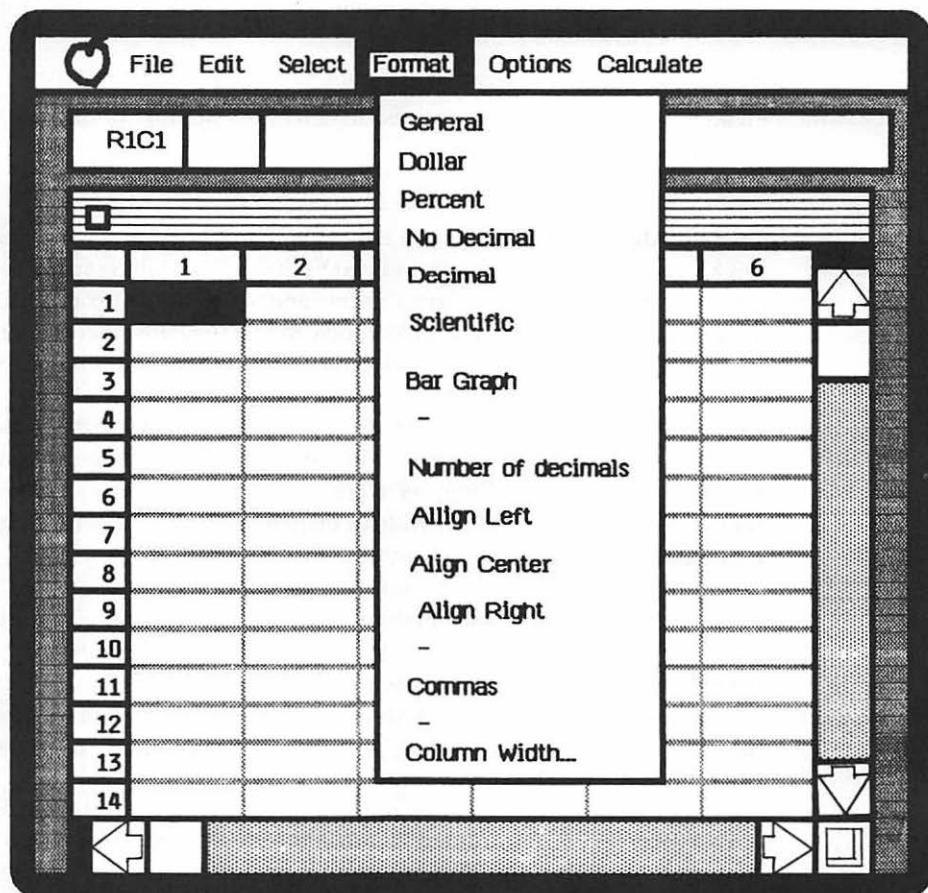 File Edit Select Format Options Calculate
R1C1
General
Dollar
Percent
No Decimal
Decimal
Scientific
Bar Graph
-
Number of decimals
Allign Left
Align Center
Align Right
-
Commas
-
Column Width...
1 2 6
1
2
3
4
5
6
7
8
9
10
11
12
13
14